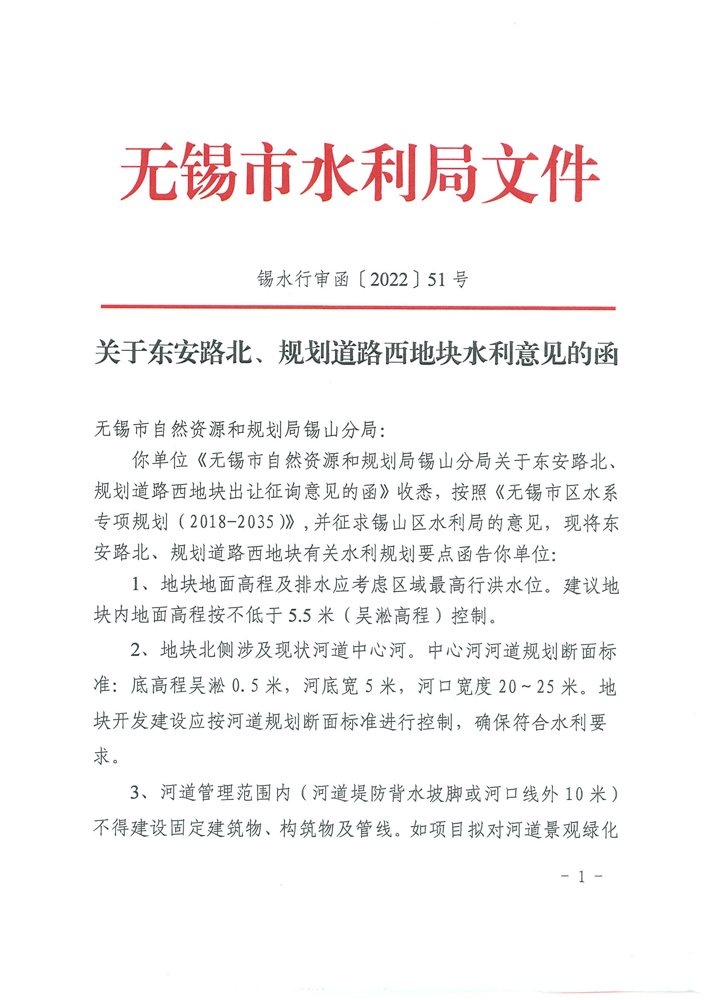 无锡市水利局文件
锡水行审函〔2022〕51号
关于东安路北、规划道路西地块水利意见的函
无锡市自然资源和规划局锡山分局：
你单位《无锡市自然资源和规划局锡山分局关于东安路北、
规划道路西地块出让征询意见的函》收悉，按照《无锡市区水系
专项规划（2018-2035)》,并征求锡山区水利局的意见，现将东
安路北、规划道路西地块有关水利规划要点函告你单位：
1、地块地面高程及排水应考虑区域最高行洪水位。建议地
块内地面高程按不低于5.5米（吴淞高程）控制。
2、地块北侧涉及现状河道中心河。中心河河道规划断面标
准：底高程吴淞0.5米，河底宽5米，河口宽度20～25米。地
块开发建设应按河道规划断面标准进行控制，确保符合水利要
求。
3、河道管理范围内（河道堤防背水坡脚或河口线外10米）
不得建设固定建筑物、构筑物及管线。如项目拟对河道景观绿化
- 1 -